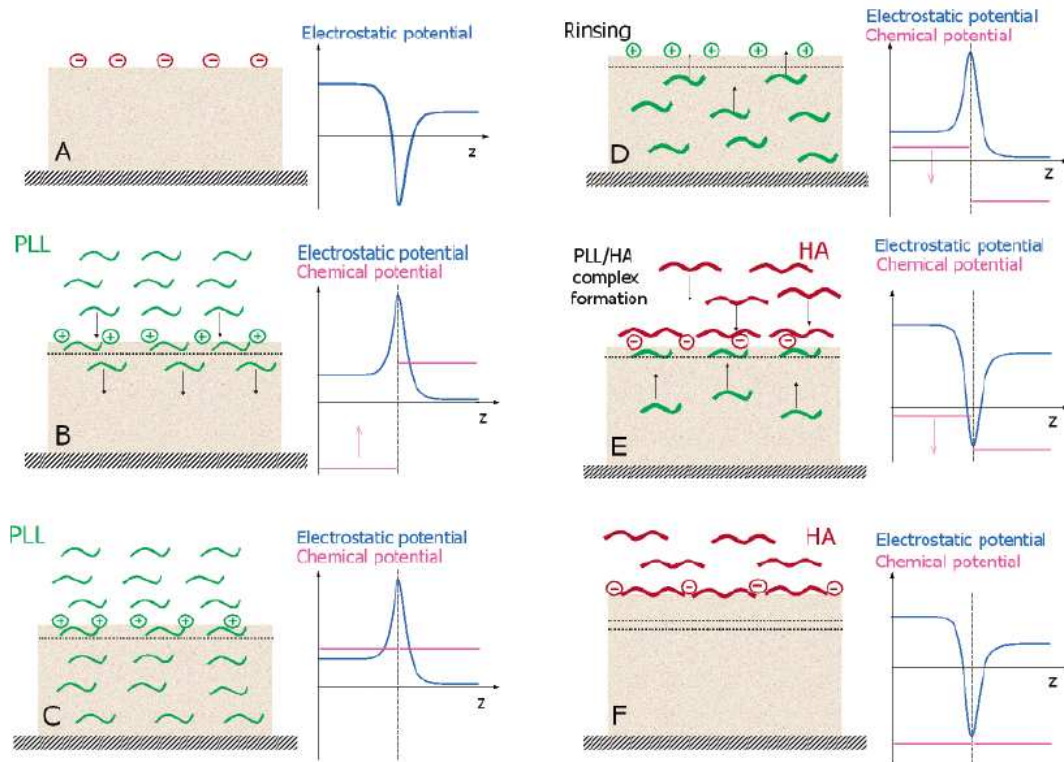 Electrostatic potential
A
z
PLL
Electrostatic potential
Chemical potential
B
z
PLL
Electrostatic potential
Chemical potential
C
z
Rinsing
Electrostatic potential
Chemical potential
D
z
PLL/HA
complex
formation
HA
Electrostatic potential
Chemical potential
E
z
HA
Electrostatic potential
Chemical potential
F
z